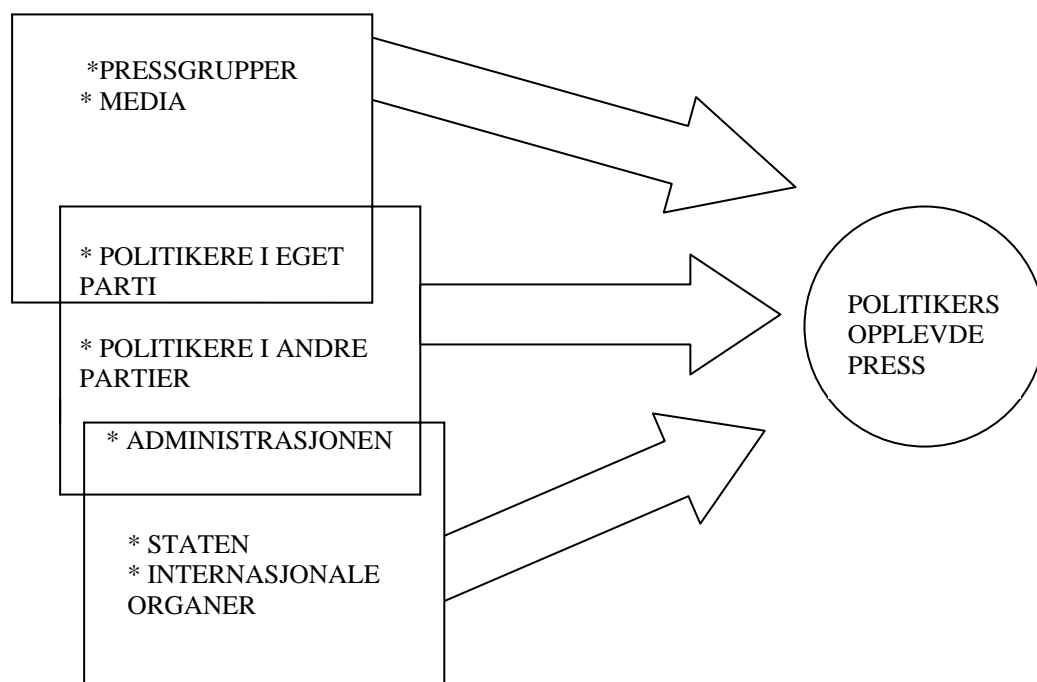 *PRESSGRUPPER
* MEDIA
* POLITIKERE I EGET
PARTI
* POLITIKERE I ANDRE
PARTIER
* ADMINISTRASJONEN
* STATEN
* INTERNASJONALE
ORGANER
POLITIKERS
OPPLEVDE
PRESS